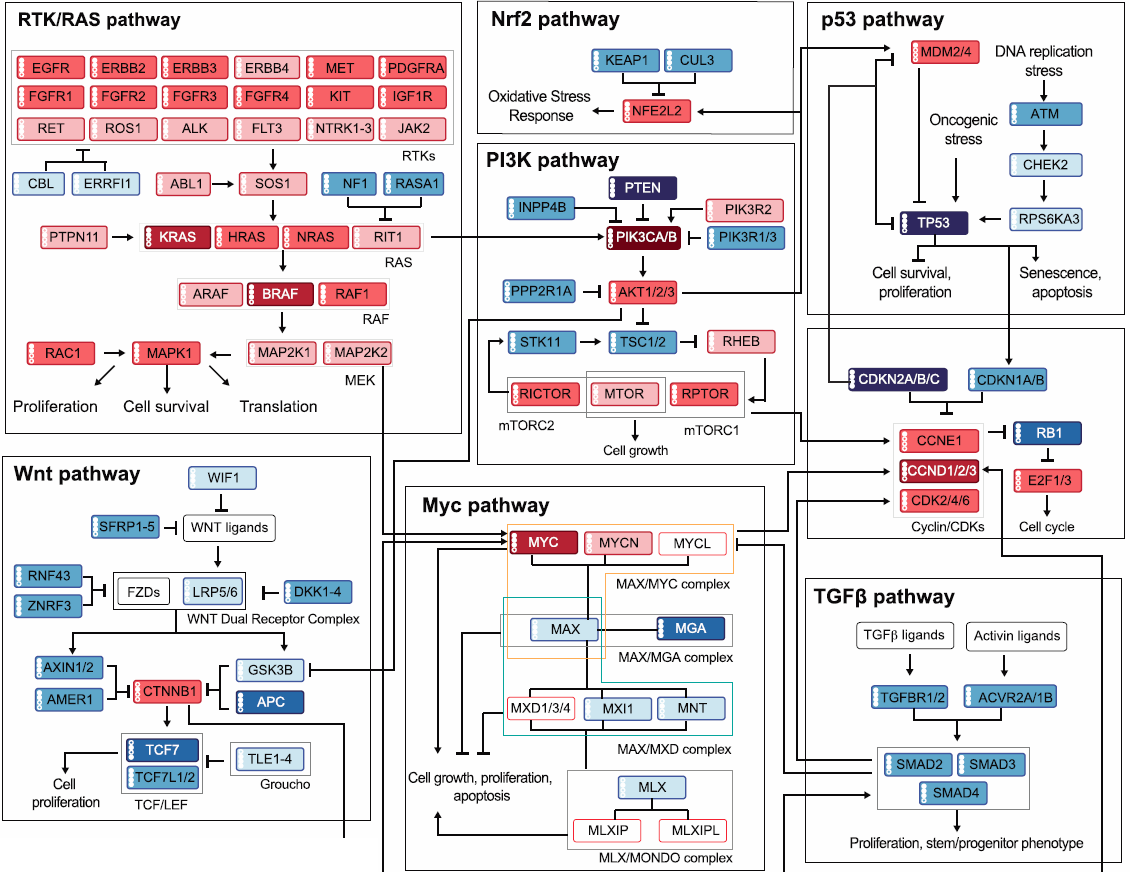 RTK/RAS pathway
EGFR
ERBB2
ERBB3
ERBB4
MET
PDGFRA
FGFR1
FGFR2
FGFR3
FGFR4
KIT
IGF1R
RET
ROS1
ALK
FLT3
NTRK1-3
JAK2
RTKs
CBL
ERRFI1
ABL1
SOS1
NF1
RASA1
PTPN11
KRAS
HRAS
NRAS
RIT1
RAS
ARAF
BRAF
RAF1
RAF
RAC1
MAPK1
MAP2K1
MAP2K2
MEK
Proliferation
Cell survival
Translation
Nrf2 pathway
KEAP1
CUL3
Oxidative Stress
Response
NFE2L2
PI3K pathway
PTEN
INPP4B
PIK3R2
PIK3CA/B
PIK3R1/3
PPP2R1A
AKT1/2/3
STK11
TSC1/2
RHEB
RICTOR
MTOR
RPTOR
mTORC2
mTORC1
Cell growth
p53 pathway
MDM2/4
DNA replication
stress
ATM
Oncogenic
stress
CHEK2
TP53
RPS6KA3
Cell survival,
proliferation
Senescence,
apoptosis
CDKN2A/B/C
CDKN1A/B
CCNE1
RB1
CCND1/2/3
E2F1/3
CDK2/4/6
Cyclin/CDKs
Cell cycle
Wnt pathway
WIF1
SFRP1-5
WNT ligands
RNF43
ZNRF3
FZDs
LRP5/6
DKK1-4
WNT Dual Receptor Complex
AXIN1/2
GSK3B
AMER1
CTNNB1
APC
TCF7
TLE1-4
TCF7L1/2
Groucho
Cell
proliferation
TCF/LEF
Myc pathway
MYC
MYCN
MYCL
MAX/MYC complex
MAX
MGA
MAX/MGA complex
MXD1/3/4
MXI1
MNT
MAX/MXD complex
Cell growth, proliferation,
apoptosis
MLX
MLXIP
MLXIPL
MLX/MONDO complex
TGFβ pathway
TGFβ ligands
Activin ligands
TGFBR1/2
ACVR2A/1B
SMAD2
SMAD3
SMAD4
Proliferation, stem/progenitor phenotype